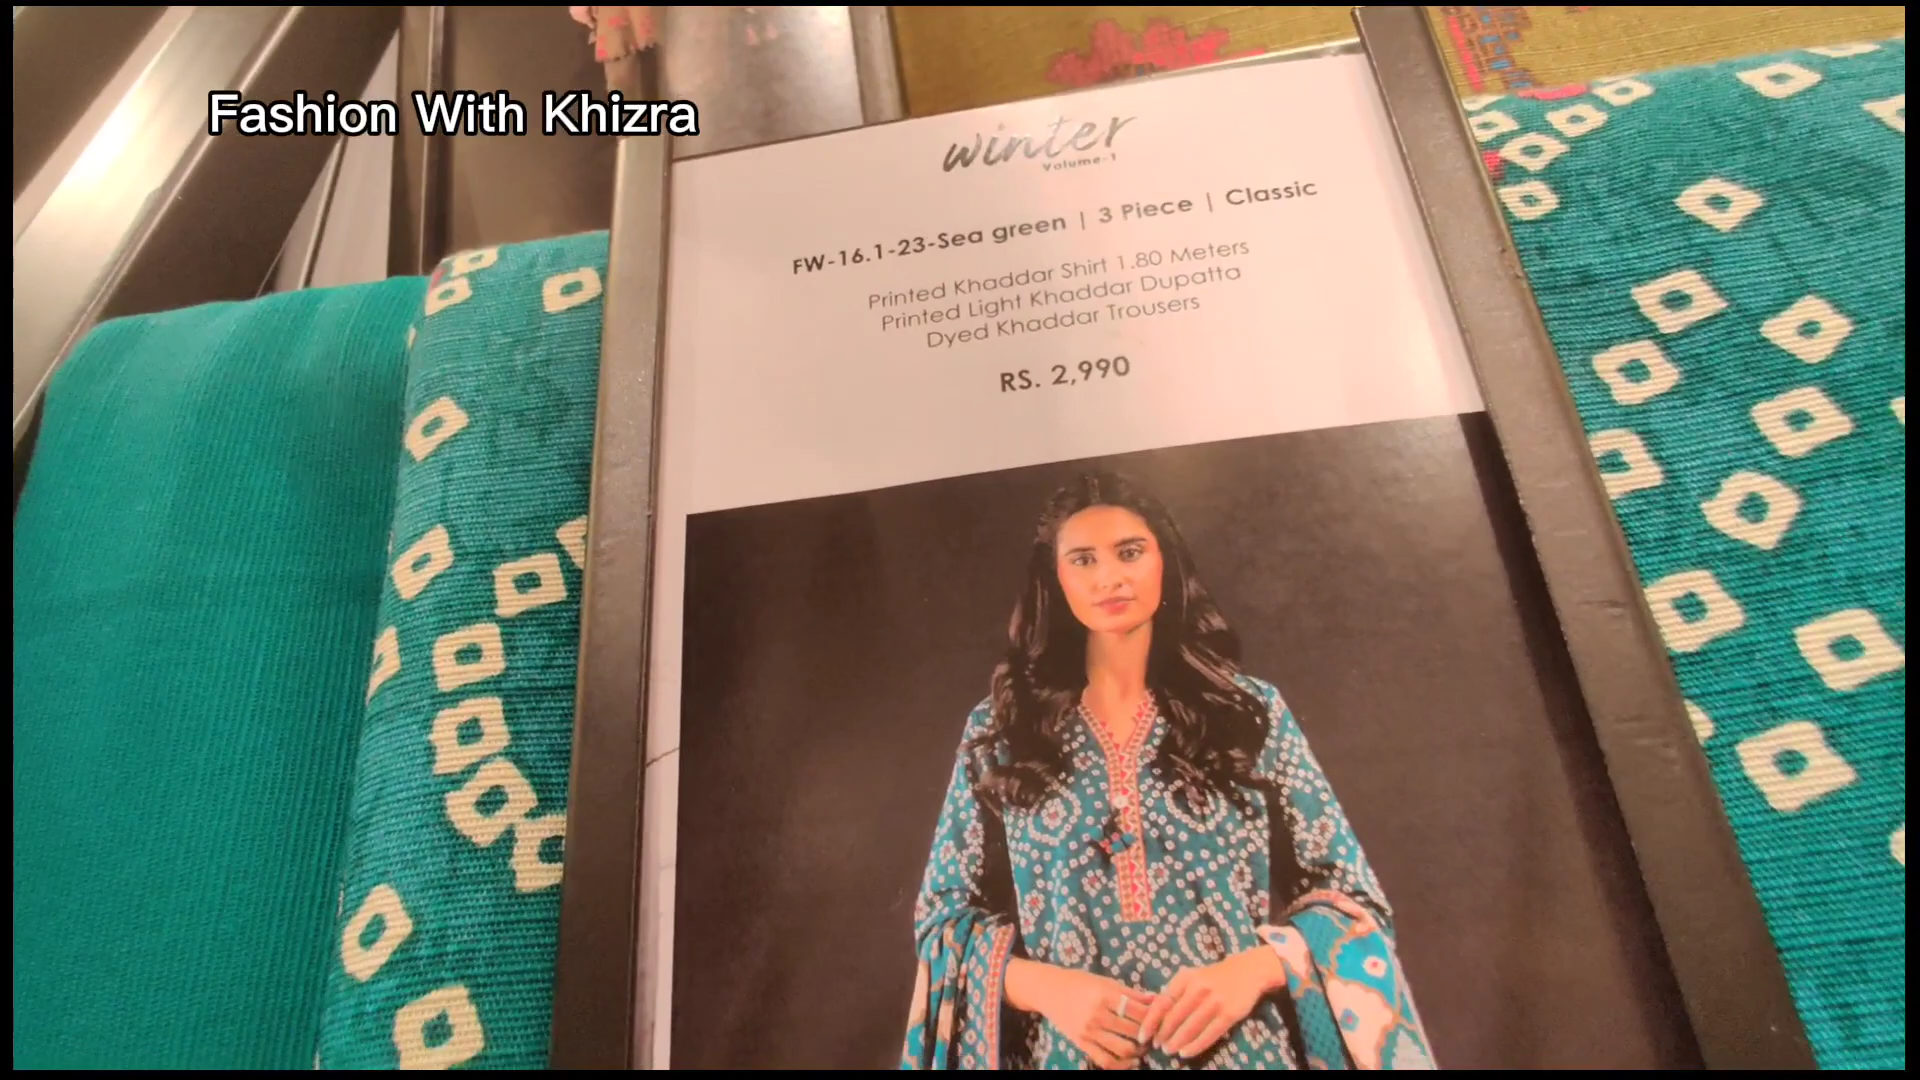 Fashion With Khizra
winter
Volume-1
FW-16.1-23-Sea green | 3 Piece | Classic
Printed Khaddar Shirt 1.80 Meters
Printed Light Khaddar Dupatta
Dyed Khaddar Trousers
RS. 2,990